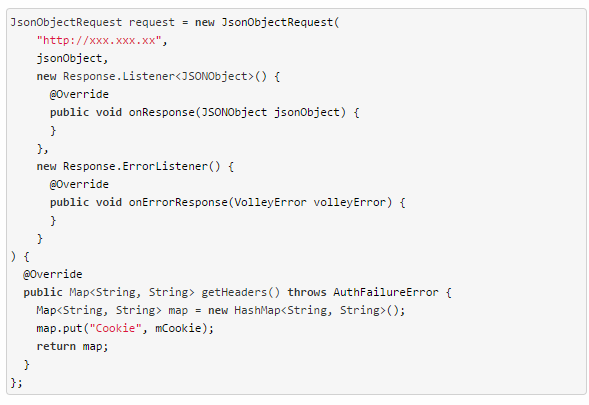 JsonObjectRequest request = new JsonObjectRequest(
    "http://xxx.xxx.xx",
    jsonObject,
    new Response.Listener<JSONObject>() {
      @Override
      public void onResponse(JSONObject jsonObject) {
      }
    },
    new Response.ErrorListener() {
      @Override
      public void onErrorResponse(VolleyError volleyError) {
      }
    }
) {
  @Override
  public Map<String, String> getHeaders() throws AuthFailureError {
    Map<String, String> map = new HashMap<String, String>();
    map.put("Cookie", mCookie);
    return map;
  }
};